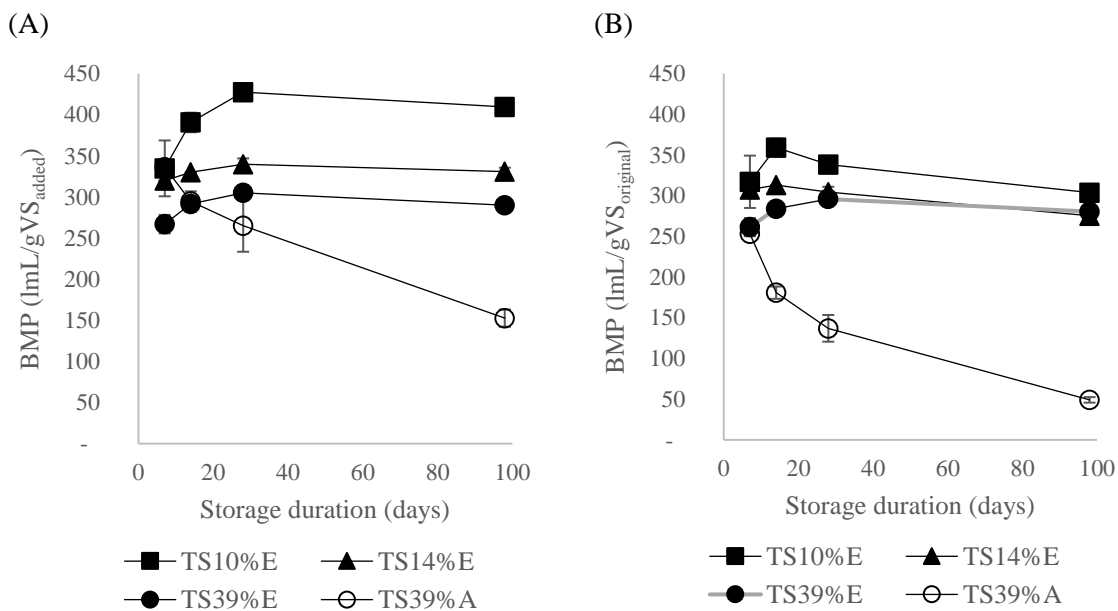 (A)
450
400
350
300
250
200
150
100
50
-
BMP (lmL/gVSadded)
0 20 40 60 80 100
Storage duration (days)
TS10%E TS14%E
TS39%E TS39%A
(B)
450
400
350
300
250
200
150
100
50
-
BMP (lmL/gVSoriginal)
0 20 40 60 80 100
Storage duration (days)
TS10%E TS14%E
TS39%E TS39%A